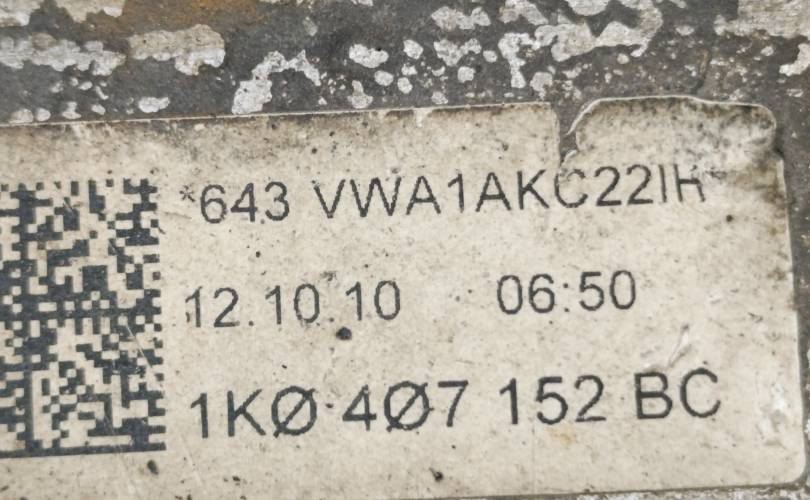 *643 VWA1AKC22IH*
12.10.10 06:50
1KØ 4Ø7 152 BC